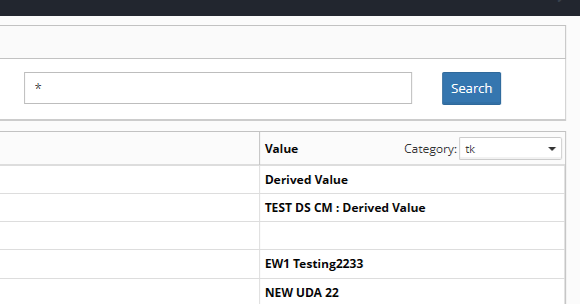 *
Search
Value
Category: tk
Derived Value
TEST DS CM : Derived Value
EW1 Testing2233
NEW UDA 22